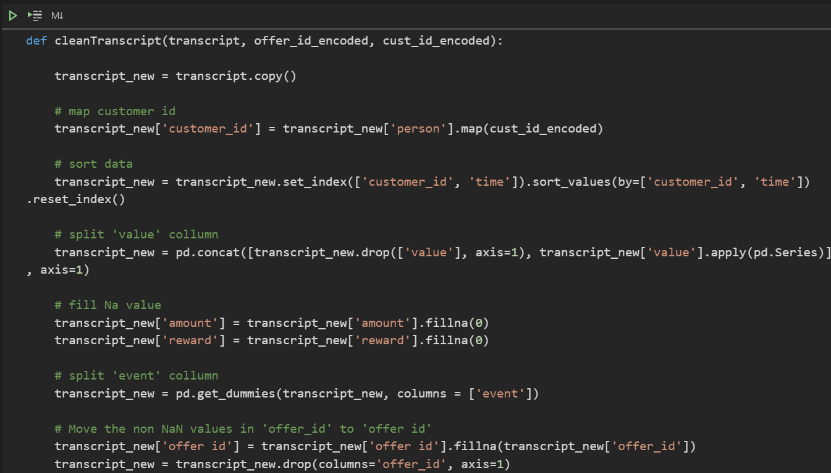 M↓
def cleanTranscript(transcript, offer_id_encoded, cust_id_encoded):
transcript_new = transcript.copy()
# map customer id
transcript_new['customer_id'] = transcript_new['person'].map(cust_id_encoded)
# sort data
transcript_new = transcript_new.set_index(['customer_id', 'time']).sort_values(by=['customer_id', 'time'])
.reset_index()
# split 'value' collumn
transcript_new = pd.concat([transcript_new.drop(['value'], axis=1), transcript_new['value'].apply(pd.Series)]
, axis=1)
# fill Na value
transcript_new['amount'] = transcript_new['amount'].fillna(0)
transcript_new['reward'] = transcript_new['reward'].fillna(0)
# split 'event' collumn
transcript_new = pd.get_dummies(transcript_new, columns = ['event'])
# Move the non NaN values in 'offer_id' to 'offer id'
transcript_new['offer id'] = transcript_new['offer id'].fillna(transcript_new['offer_id'])
transcript_new = transcript_new.drop(columns='offer_id', axis=1)